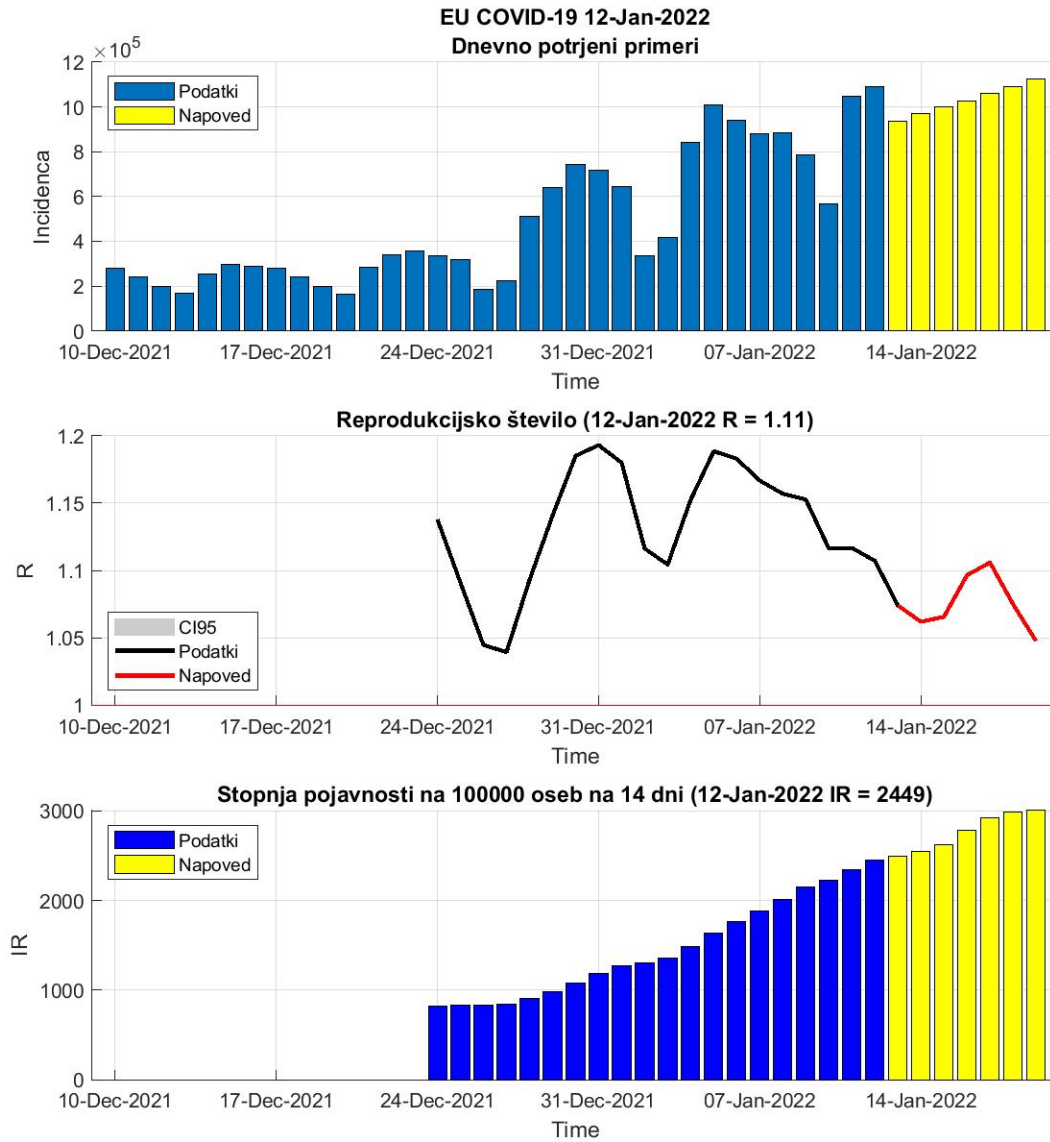 EU COVID-19 12-Jan-2022
Dnevno potrjeni primeri
×10⁵
12
10
8
6
4
2
0
Incidenca
Podatki
Napoved
10-Dec-2021 17-Dec-2021 24-Dec-2021 31-Dec-2021 07-Jan-2022 14-Jan-2022
Time
Reprodukcijsko število (12-Jan-2022 R = 1.11)
1.2
1.15
1.1
1.05
1
R
CI95
Podatki
Napoved
10-Dec-2021 17-Dec-2021 24-Dec-2021 31-Dec-2021 07-Jan-2022 14-Jan-2022
Time
Stopnja pojavnosti na 100000 oseb na 14 dni (12-Jan-2022 IR = 2449)
3000
2000
1000
0
IR
Podatki
Napoved
10-Dec-2021 17-Dec-2021 24-Dec-2021 31-Dec-2021 07-Jan-2022 14-Jan-2022
Time